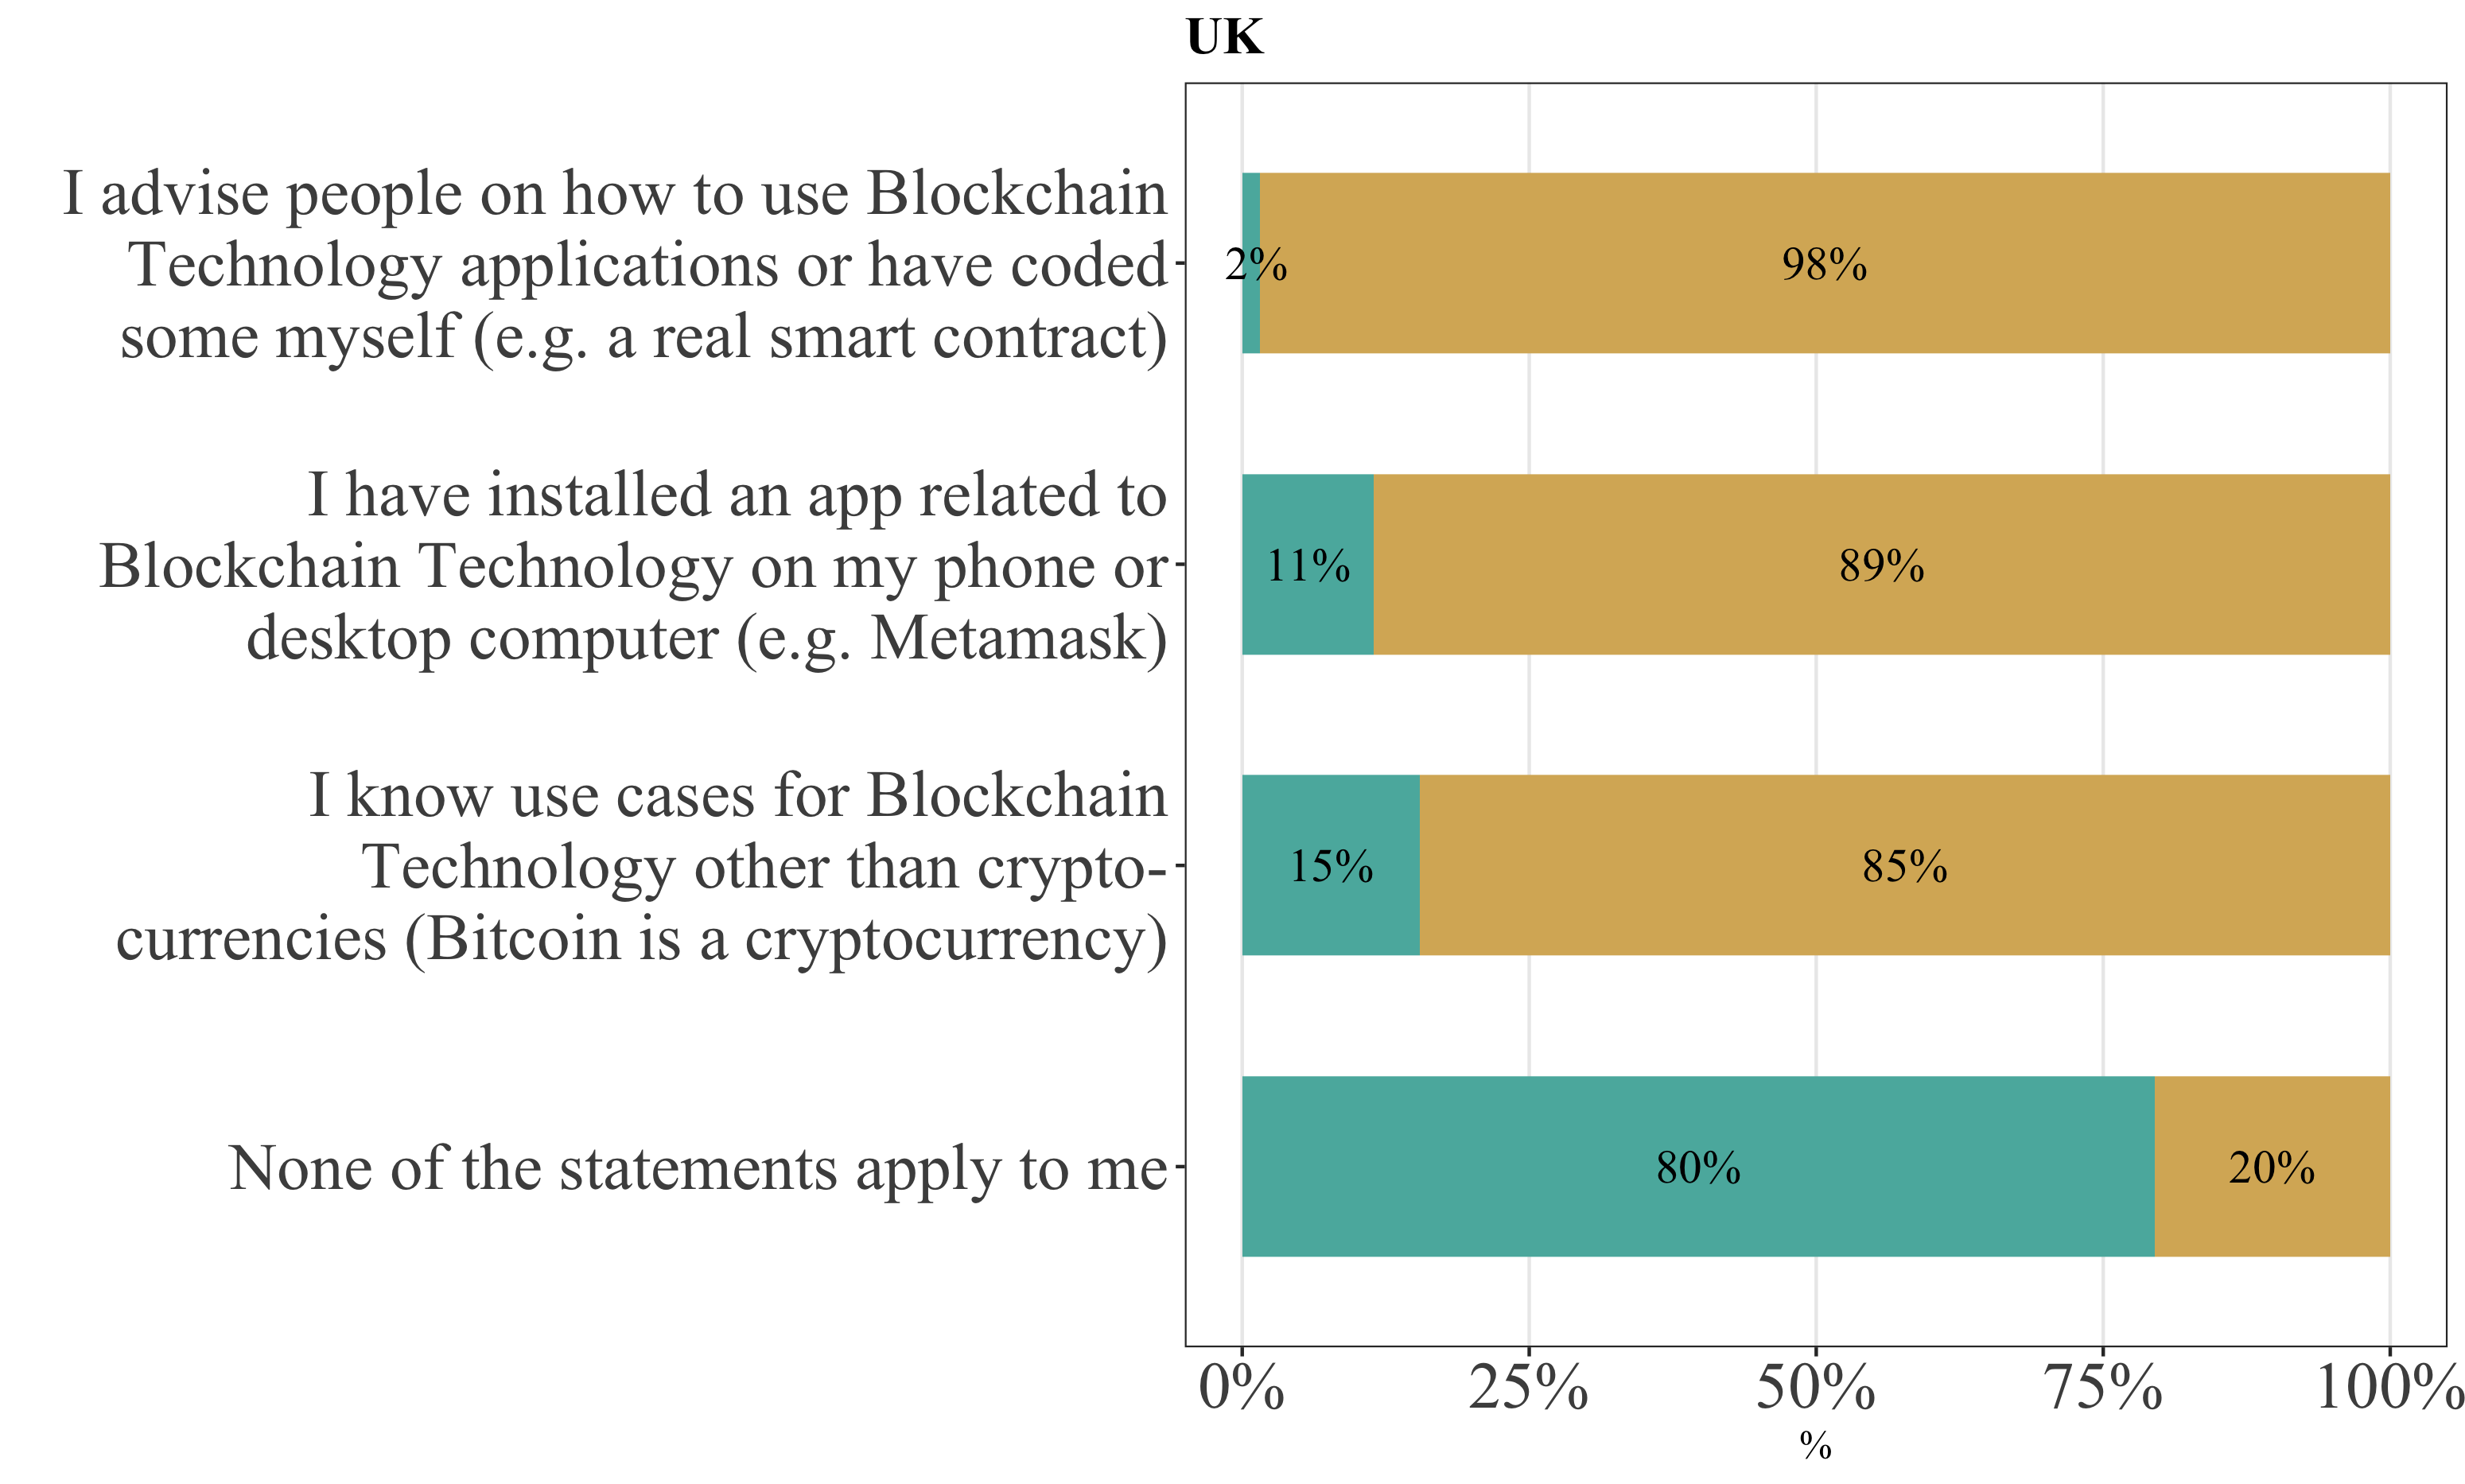 UK
I advise people on how to use Blockchain
Technology applications or have coded
some myself (e.g. a real smart contract)
2% 98%
I have installed an app related to
Blockchain Technology on my phone or
desktop computer (e.g. Metamask)
11% 89%
I know use cases for Blockchain
Technology other than crypto-
currencies (Bitcoin is a cryptocurrency)
15% 85%
None of the statements apply to me
80% 20%
0% 25% 50% 75% 100%
%